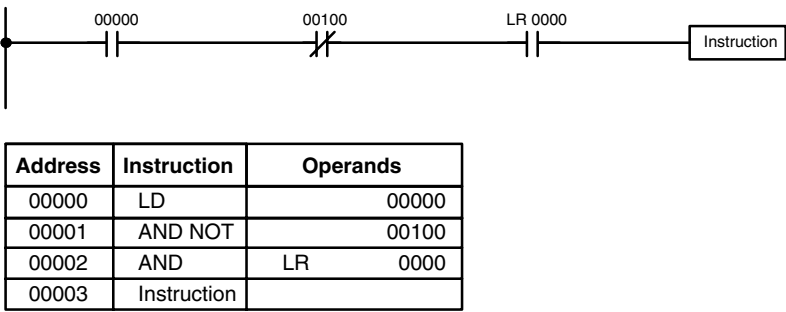 00000 00100 LR 0000
Instruction
Address Instruction Operands
00000 LD 00000
00001 AND NOT 00100
00002 AND LR 0000
00003 Instruction